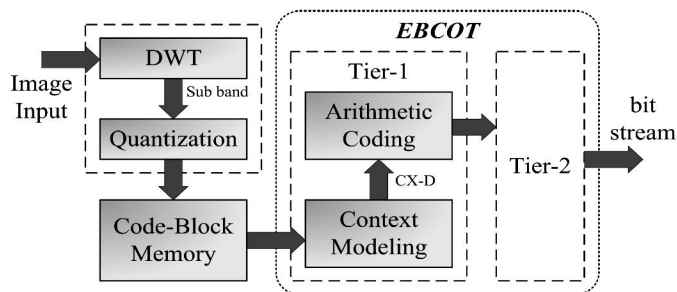 EBCOT
Image
Input
DWT
Sub band
Quantization
Code-Block
Memory
Tier-1
Arithmetic
Coding
CX-D
Context
Modeling
Tier-2
bit
stream